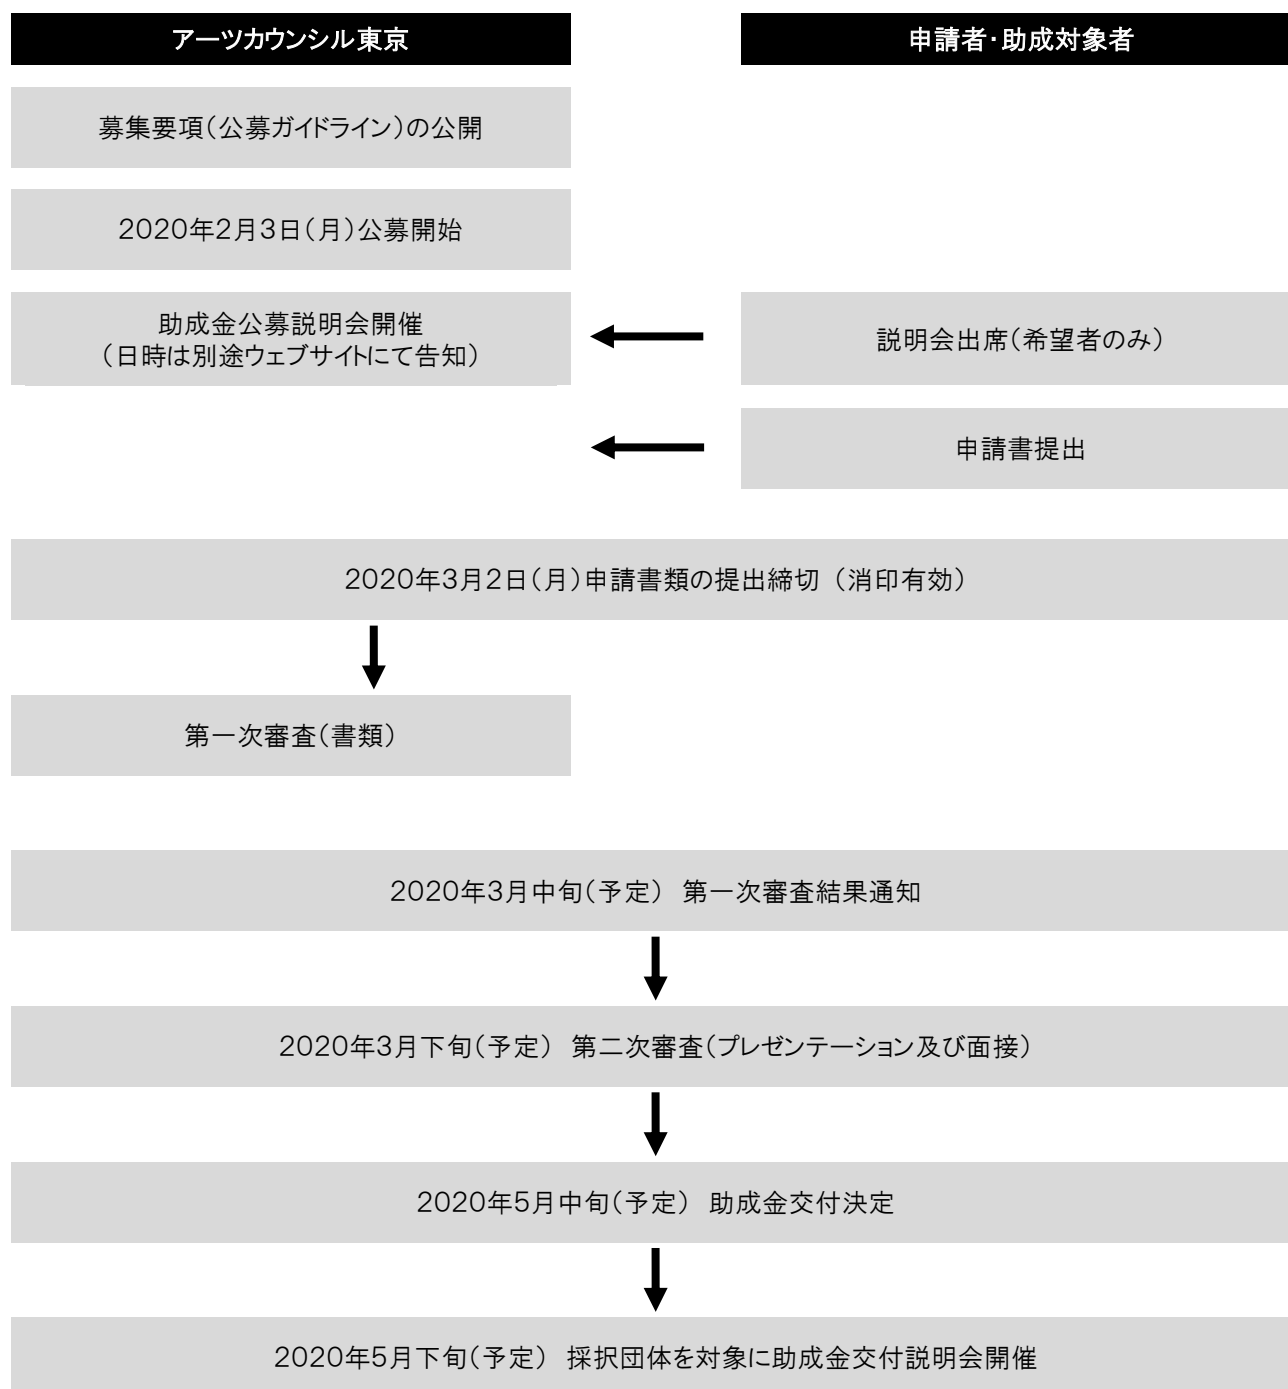 アーツカウンシル東京
申請者・助成対象者
募集要項（公募ガイドライン）の公開
2020年2月3日（月）公募開始
助成金公募説明会開催
（日時は別途ウェブサイトにて告知）
説明会出席（希望者のみ）
申請書提出
2020年3月2日（月）申請書類の提出締切 （消印有効）
第一次審査（書類）
2020年3月中旬（予定） 第一次審査結果通知
2020年3月下旬（予定） 第二次審査（プレゼンテーション及び面接）
2020年5月中旬（予定） 助成金交付決定
2020年5月下旬（予定） 採択団体を対象に助成金交付説明会開催